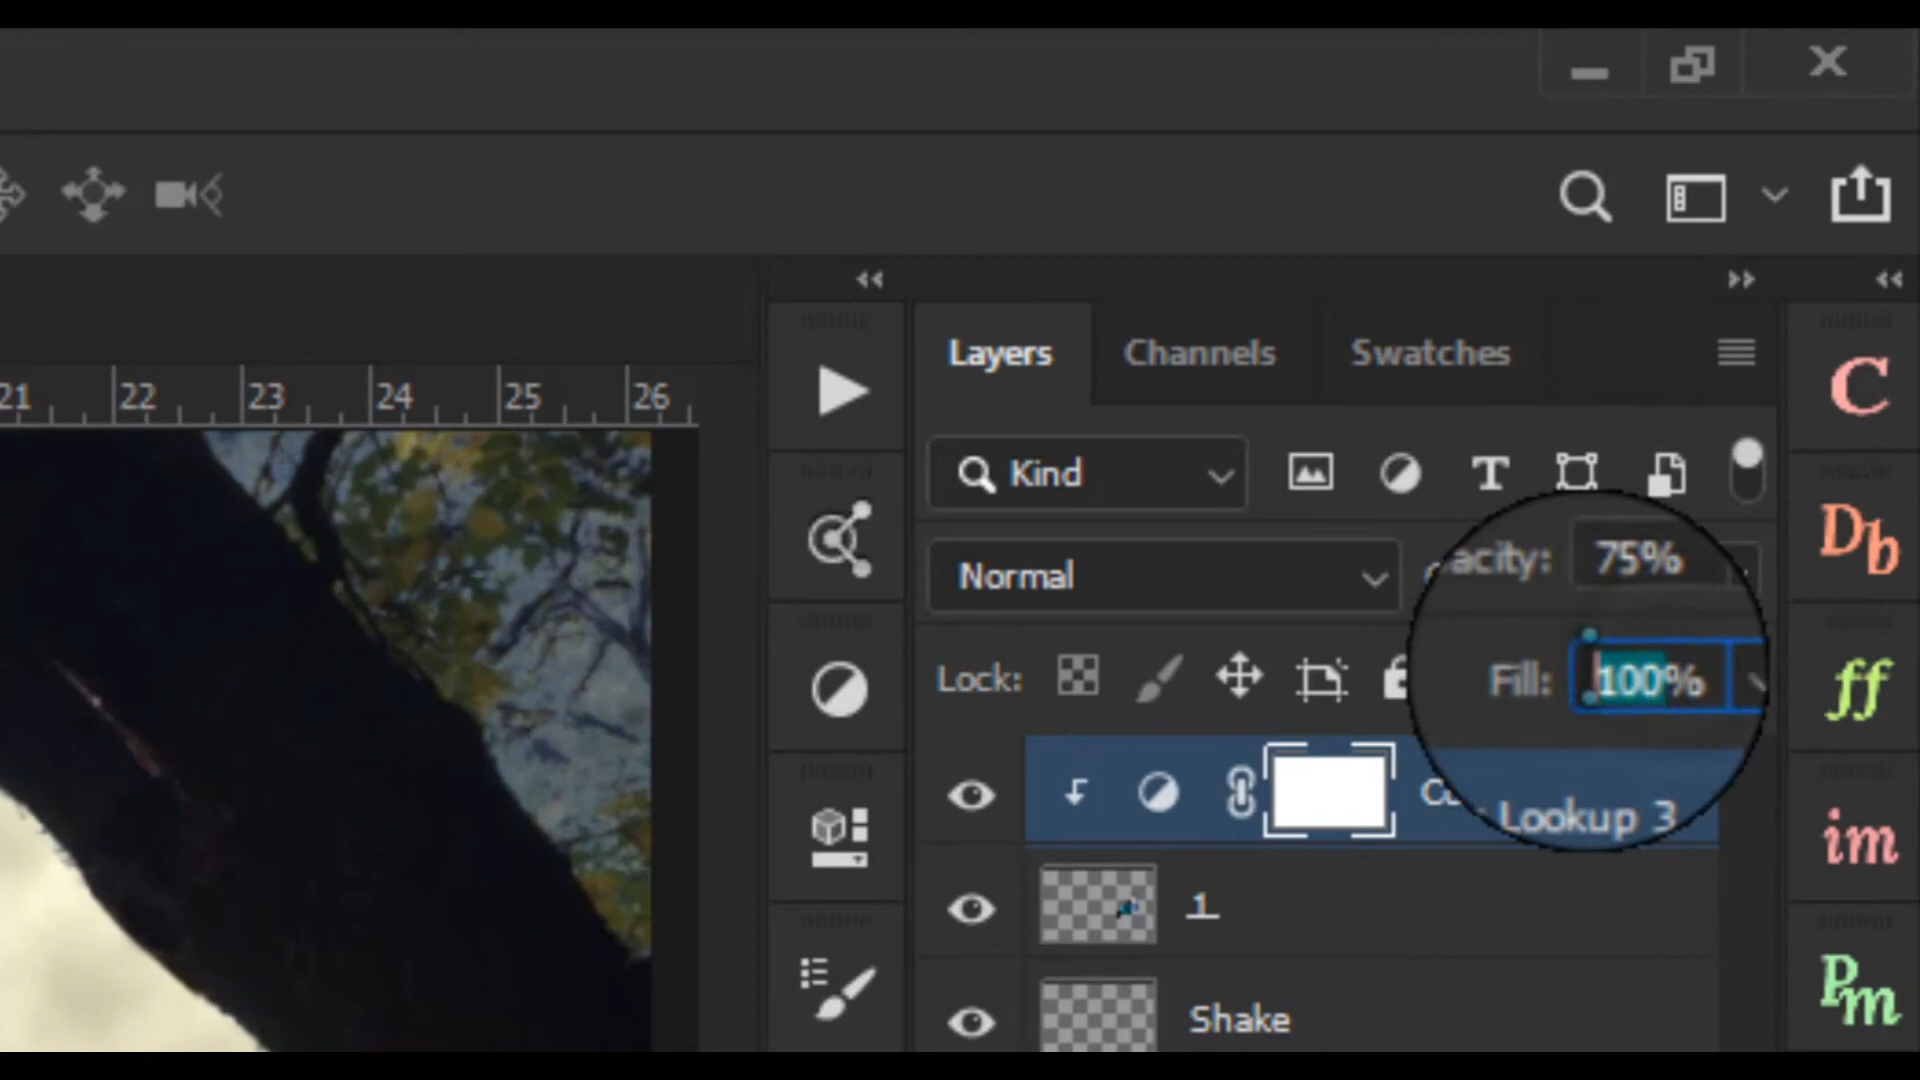 21 22 23 24 25 26
Layers Channels Swatches
C
Kind T
Db
Normal acity: 75%
Lock: Fill: 100%
ff
Lookup 3
im
1
Pm
Shake